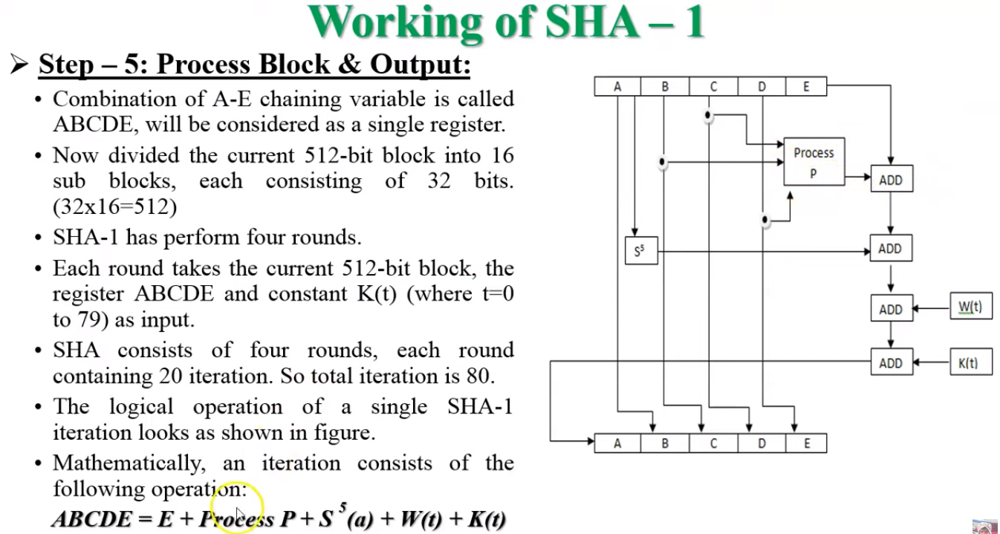 Working of SHA – 1
➢ Step – 5: Process Block & Output:
• Combination of A-E chaining variable is called
ABCDE, will be considered as a single register.
• Now divided the current 512-bit block into 16
sub blocks, each consisting of 32 bits.
(32x16=512)
• SHA-1 has perform four rounds.
• Each round takes the current 512-bit block, the
register ABCDE and constant K(t) (where t=0
to 79) as input.
• SHA consists of four rounds, each round
containing 20 iteration. So total iteration is 80.
• The logical operation of a single SHA-1
iteration looks as shown in figure.
• Mathematically, an iteration consists of the
following operation:
ABCDE = E + Process P + S⁵(a) + W(t) + K(t)
A B C D E
Process
P
ADD
S⁵
ADD
ADD W(t)
ADD K(t)
A B C D E